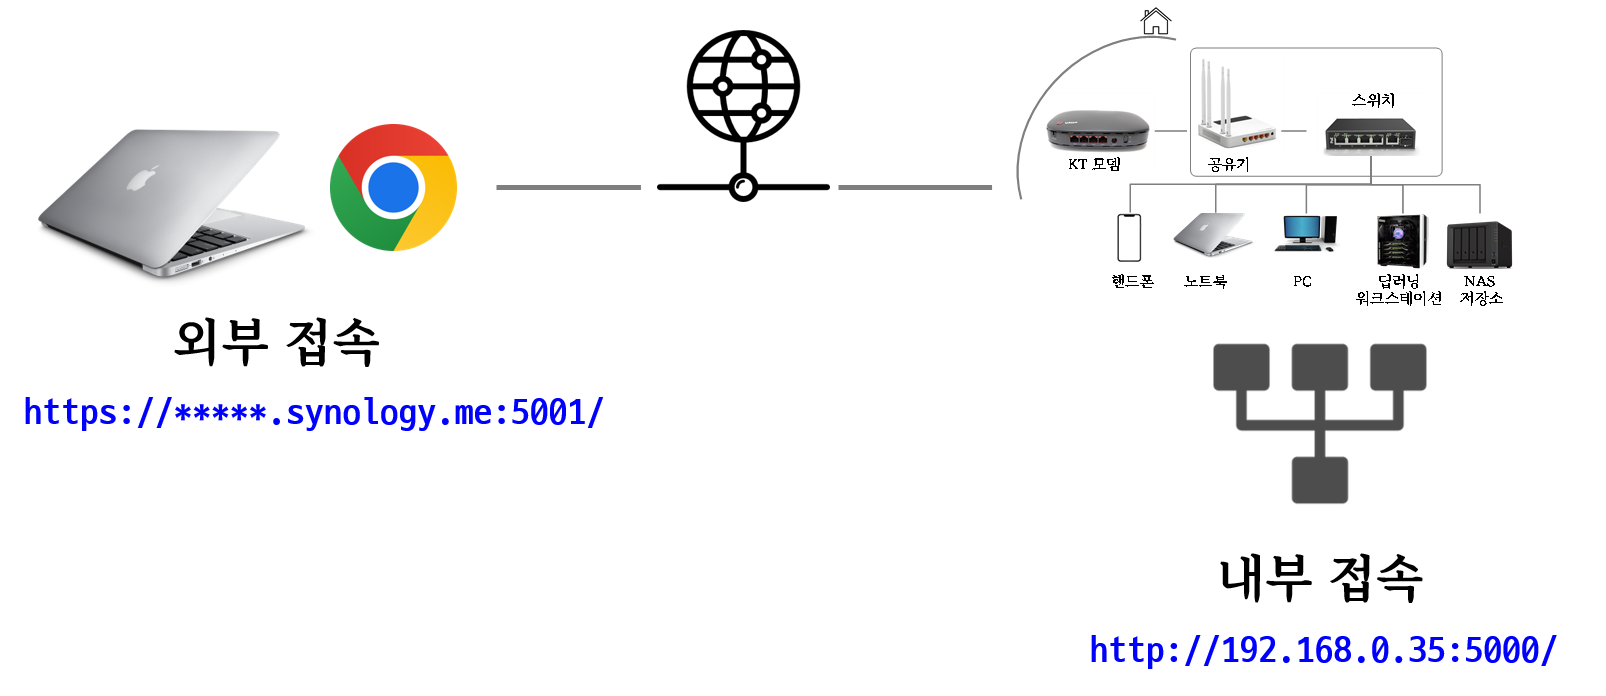 스위치
KT 모뎀
공유기
핸드폰
노트북
PC
딥러닝
워크스테이션
NAS
저장소
외부 접속
https://*****.synology.me:5001/
내부 접속
http://192.168.0.35:5000/